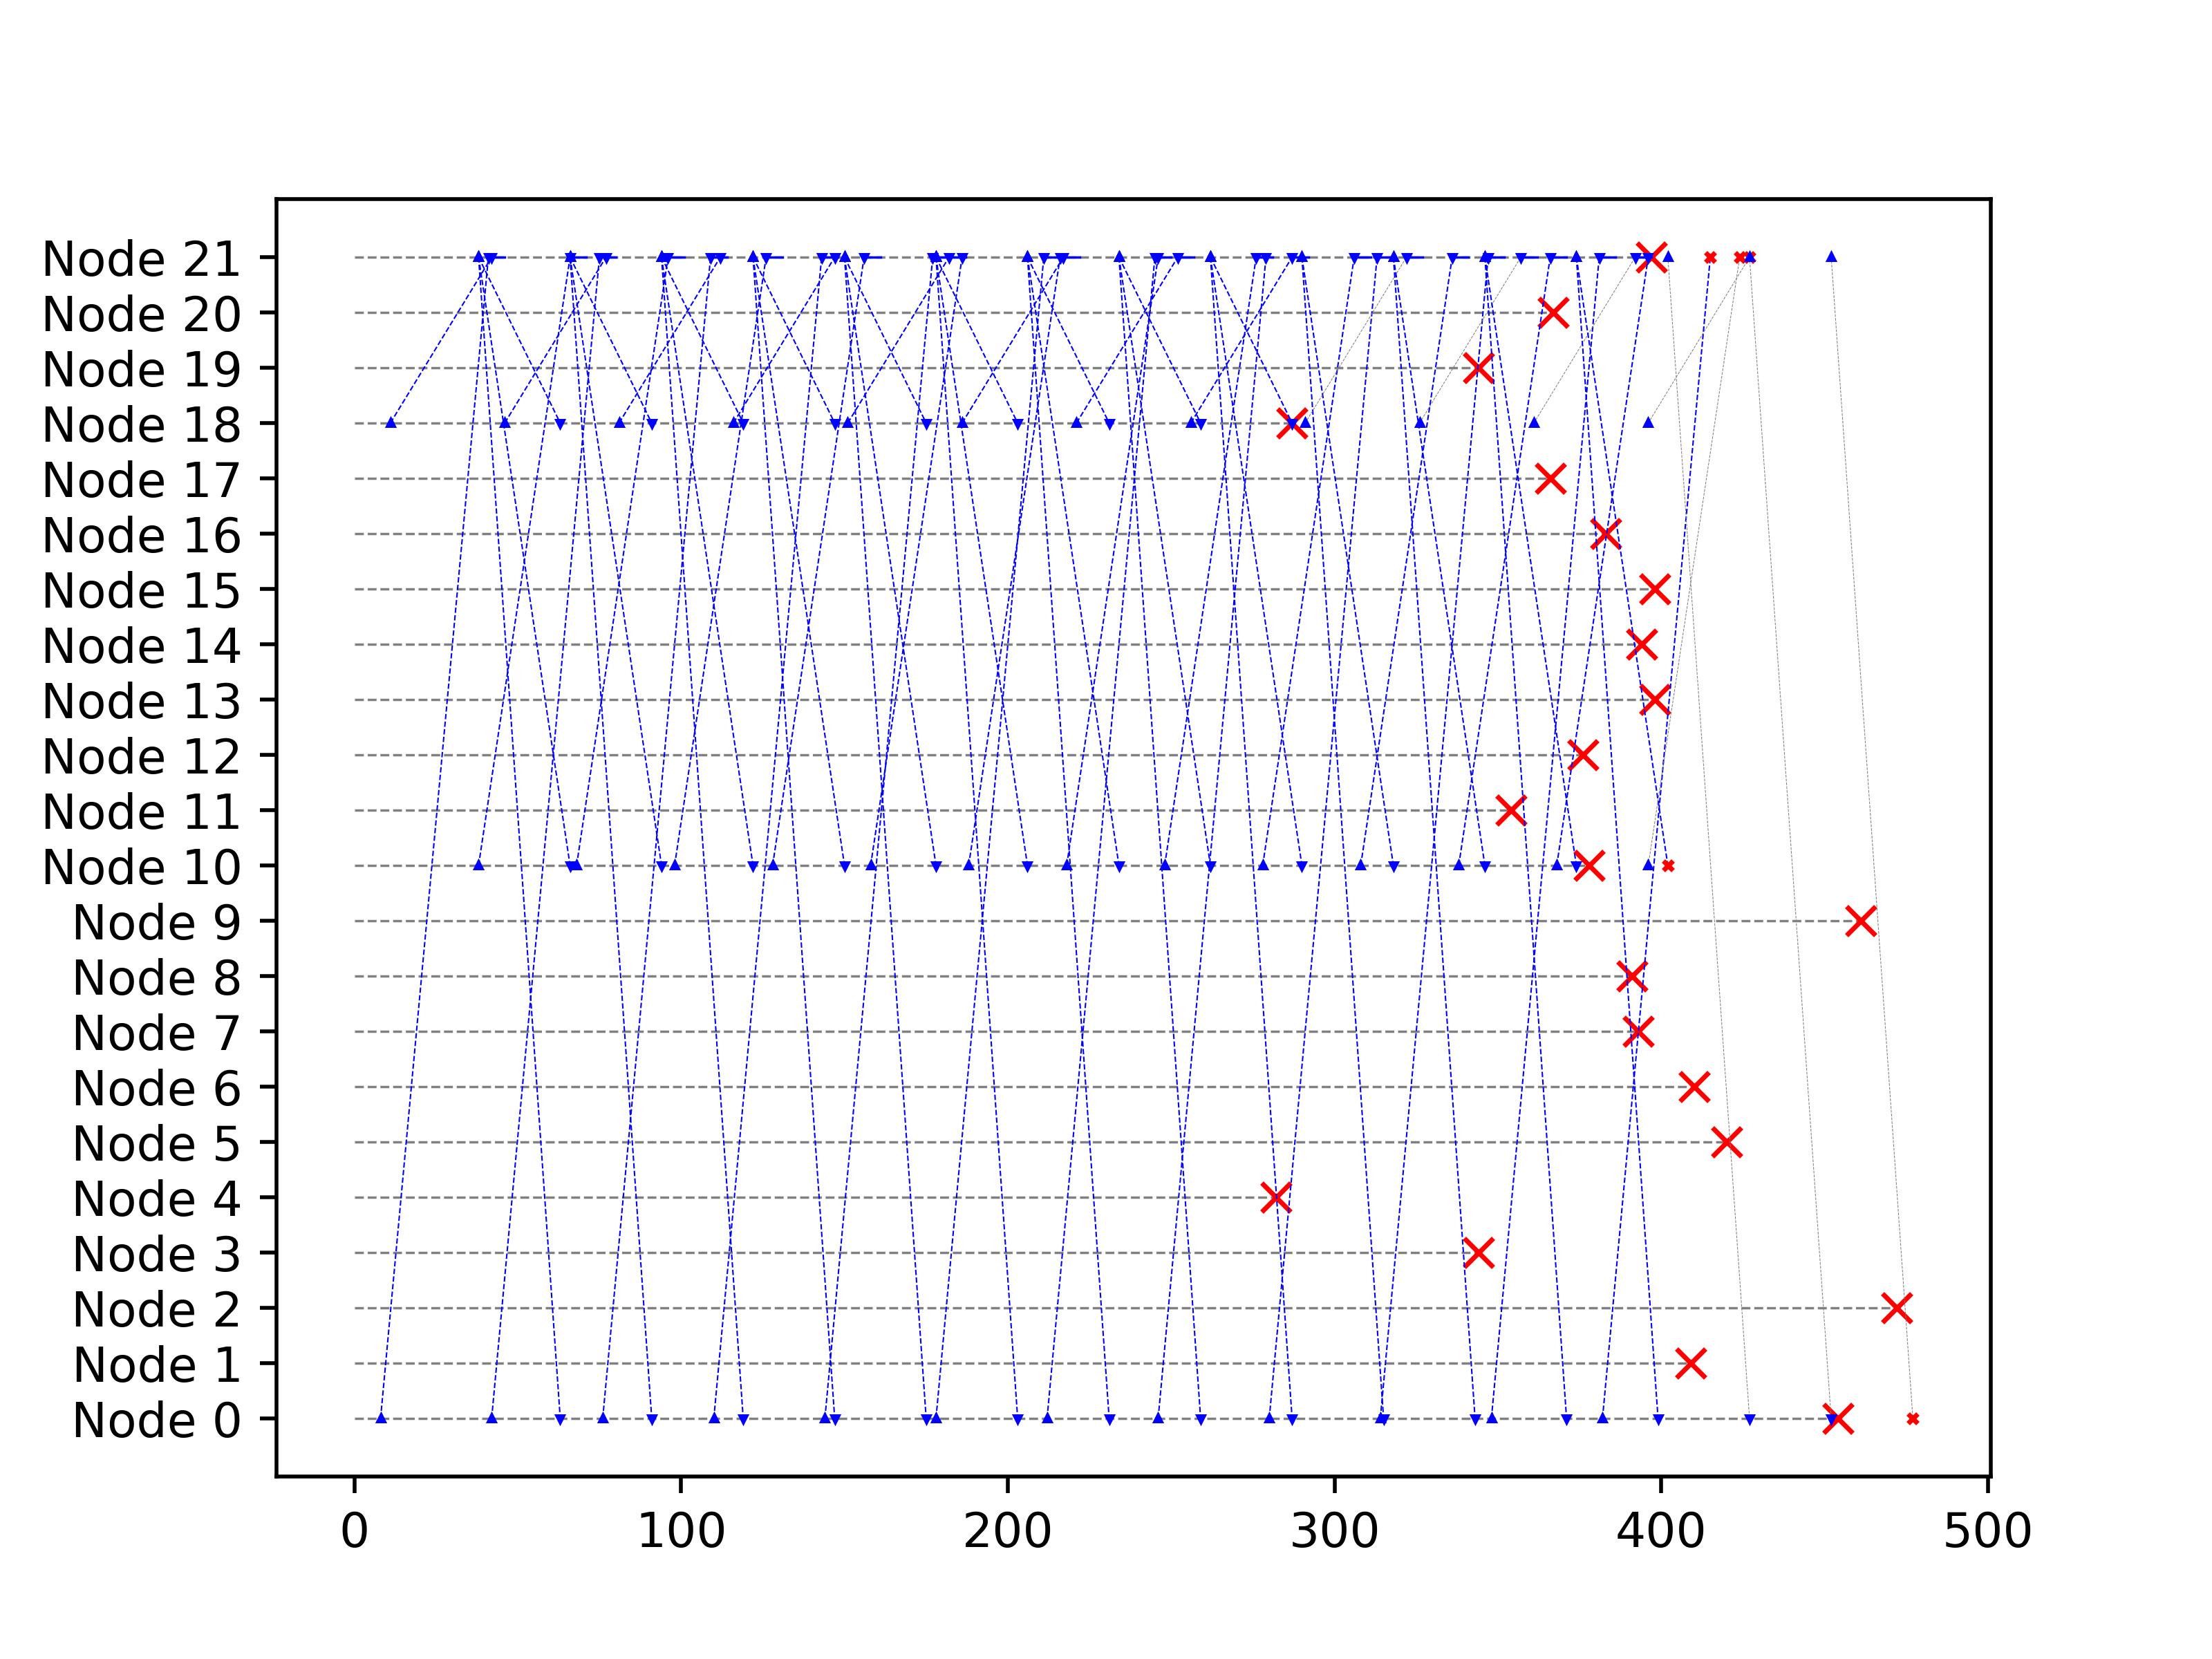 Node 21
Node 20
Node 19
Node 18
Node 17
Node 16
Node 15
Node 14
Node 13
Node 12
Node 11
Node 10
Node 9
Node 8
Node 7
Node 6
Node 5
Node 4
Node 3
Node 2
Node 1
Node 0
0 100 200 300 400 500